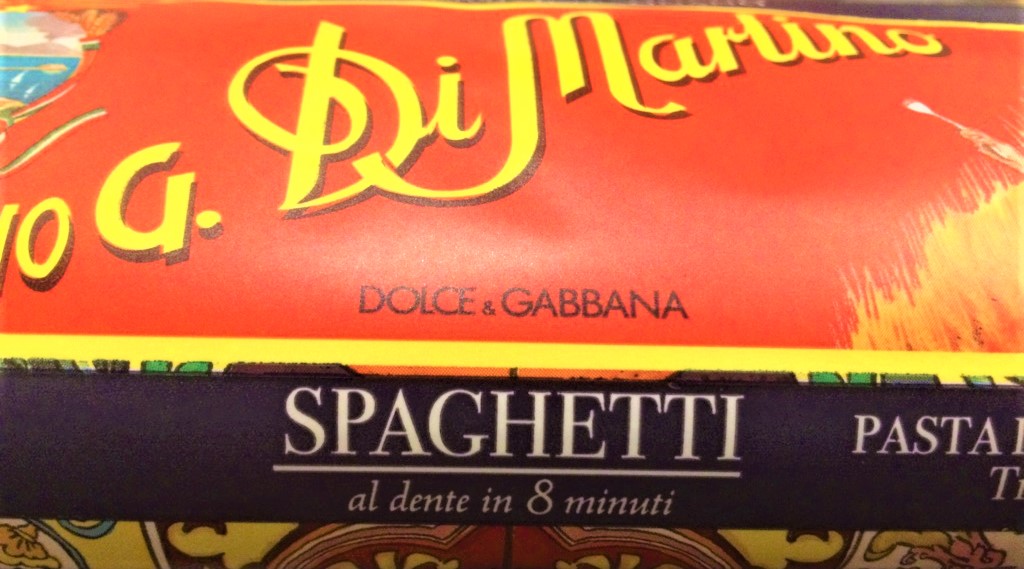 G. Di Martino
DOLCE & GABBANA
SPAGHETTI
al dente in 8 minuti
PASTA